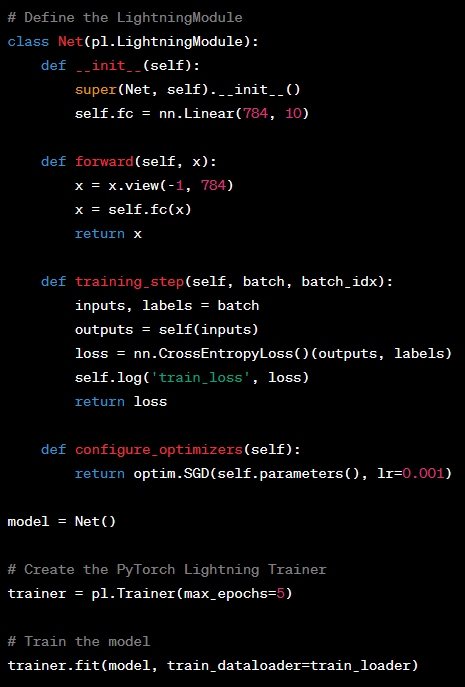 # Define the LightningModule
class Net(pl.LightningModule):
    def __init__(self):
        super(Net, self).__init__()
        self.fc = nn.Linear(784, 10)

    def forward(self, x):
        x = x.view(-1, 784)
        x = self.fc(x)
        return x

    def training_step(self, batch, batch_idx):
        inputs, labels = batch
        outputs = self(inputs)
        loss = nn.CrossEntropyLoss()(outputs, labels)
        self.log('train_loss', loss)
        return loss

    def configure_optimizers(self):
        return optim.SGD(self.parameters(), lr=0.001)

model = Net()

# Create the PyTorch Lightning Trainer
trainer = pl.Trainer(max_epochs=5)

# Train the model
trainer.fit(model, train_dataloader=train_loader)